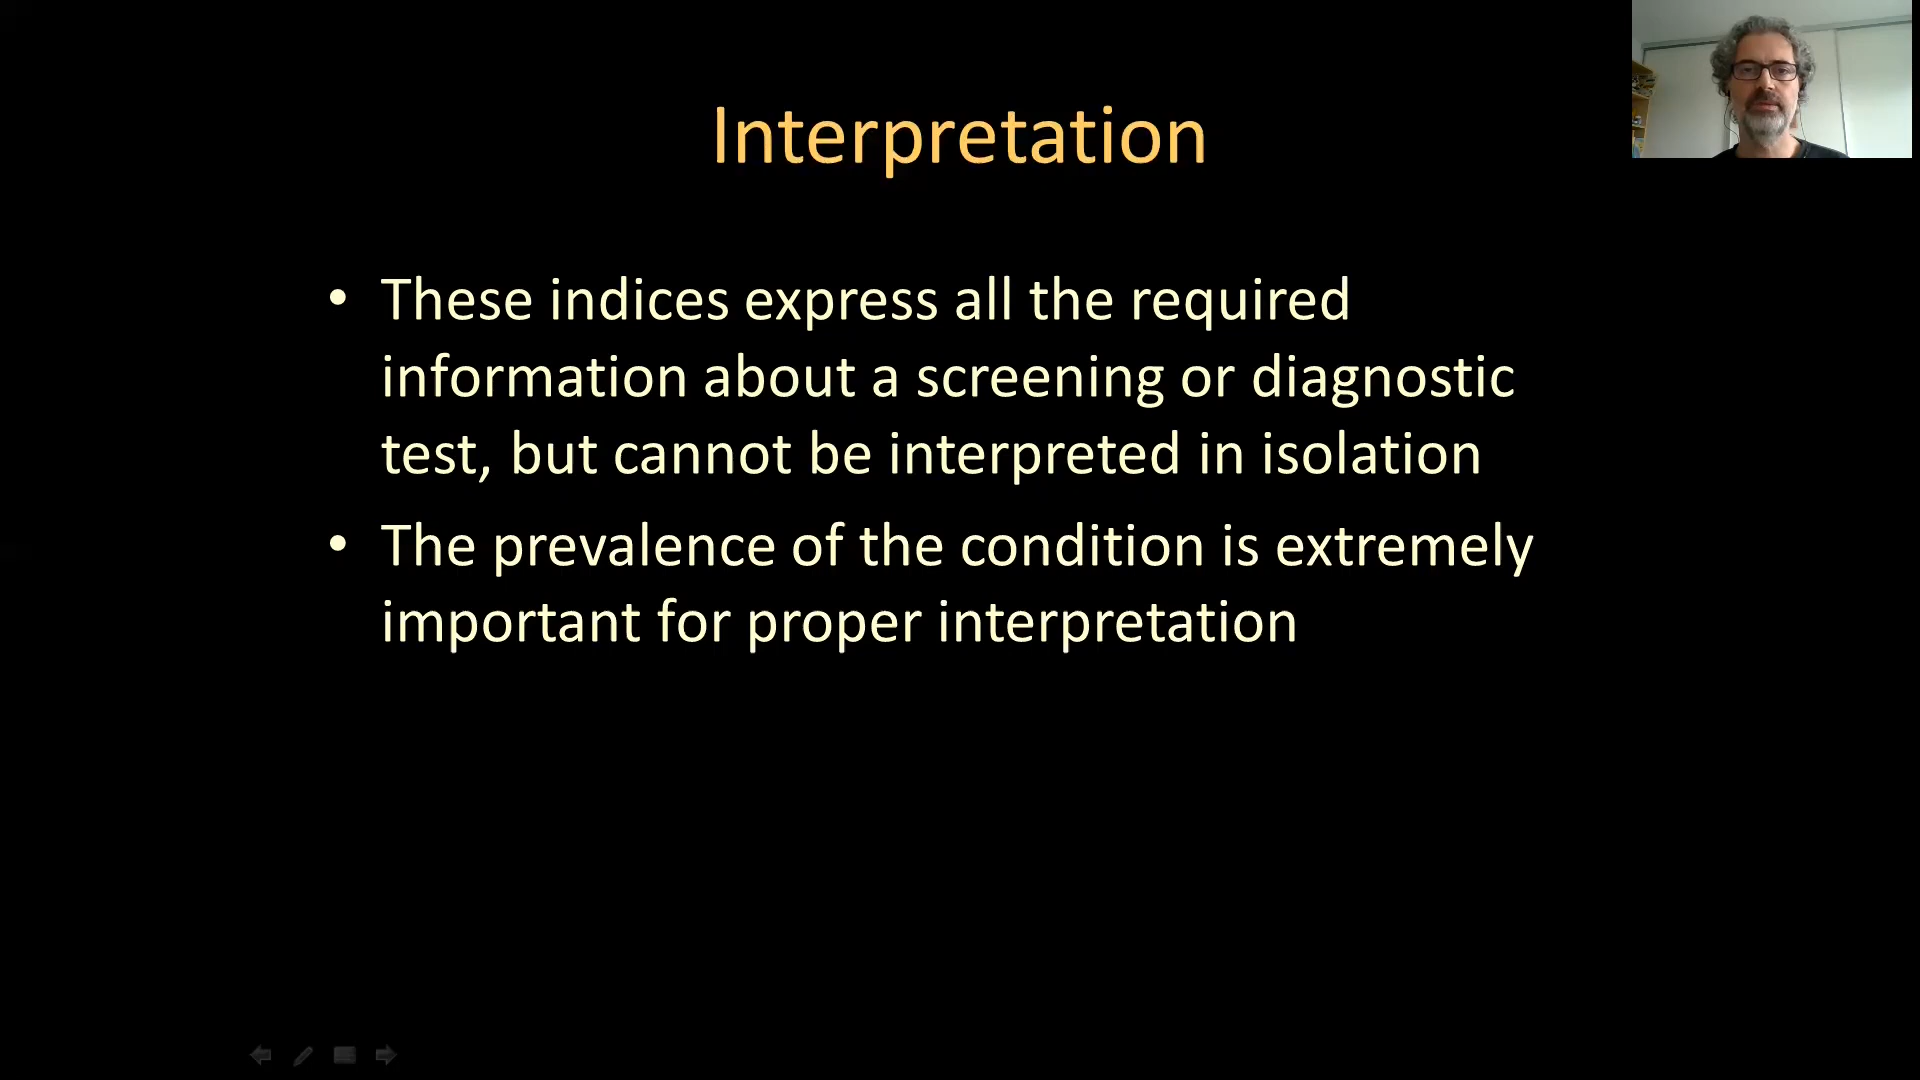 Interpretation
• These indices express all the required
information about a screening or diagnostic
test, but cannot be interpreted in isolation
• The prevalence of the condition is extremely
important for proper interpretation